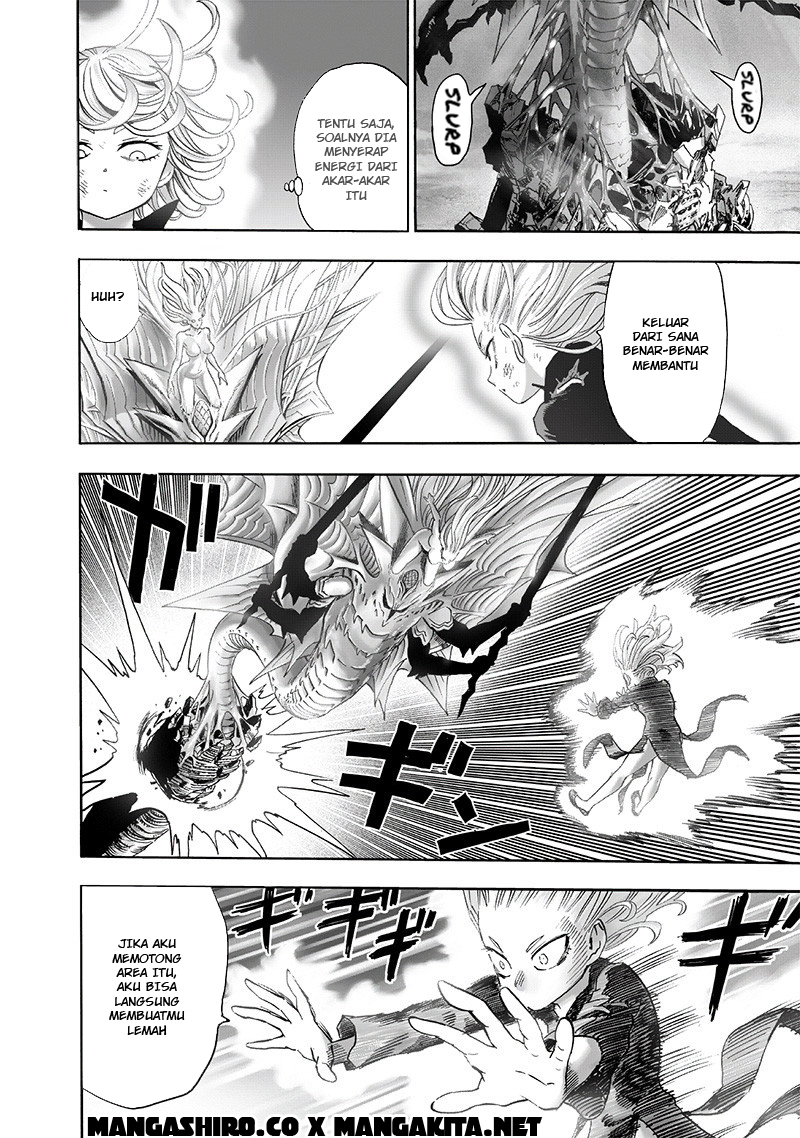 SLURP
SLURP
TENTU SAJA,
SOALNYA DIA
MENYERAP
ENERGI DARI
AKAR-AKAR
ITU
KELUAR
DARI SANA
BENAR-BENAR
MEMBANTU
HUH?
ガギン
ギギギギ
JIKA AKU
MEMOTONG
AREA ITU,
AKU BISA
LANGSUNG
MEMBUATMU
LEMAH
MANGASHIRO.CO X MANGAKITA.NET